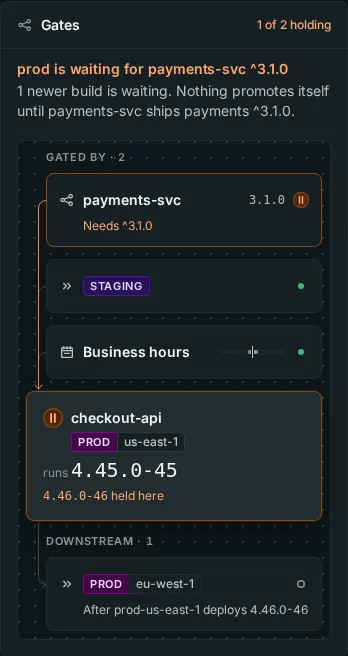 Gates 1 of 2 holding
prod is waiting for payments-svc ^3.1.0
1 newer build is waiting. Nothing promotes itself
until payments-svc ships payments ^3.1.0.
GATED BY · 2
payments-svc 3.1.0
Needs ^3.1.0
STAGING
Business hours
checkout-api
PROD us-east-1
runs 4.45.0-45
4.46.0-46 held here
DOWNSTREAM · 1
PROD eu-west-1
After prod-us-east-1 deploys 4.46.0-46